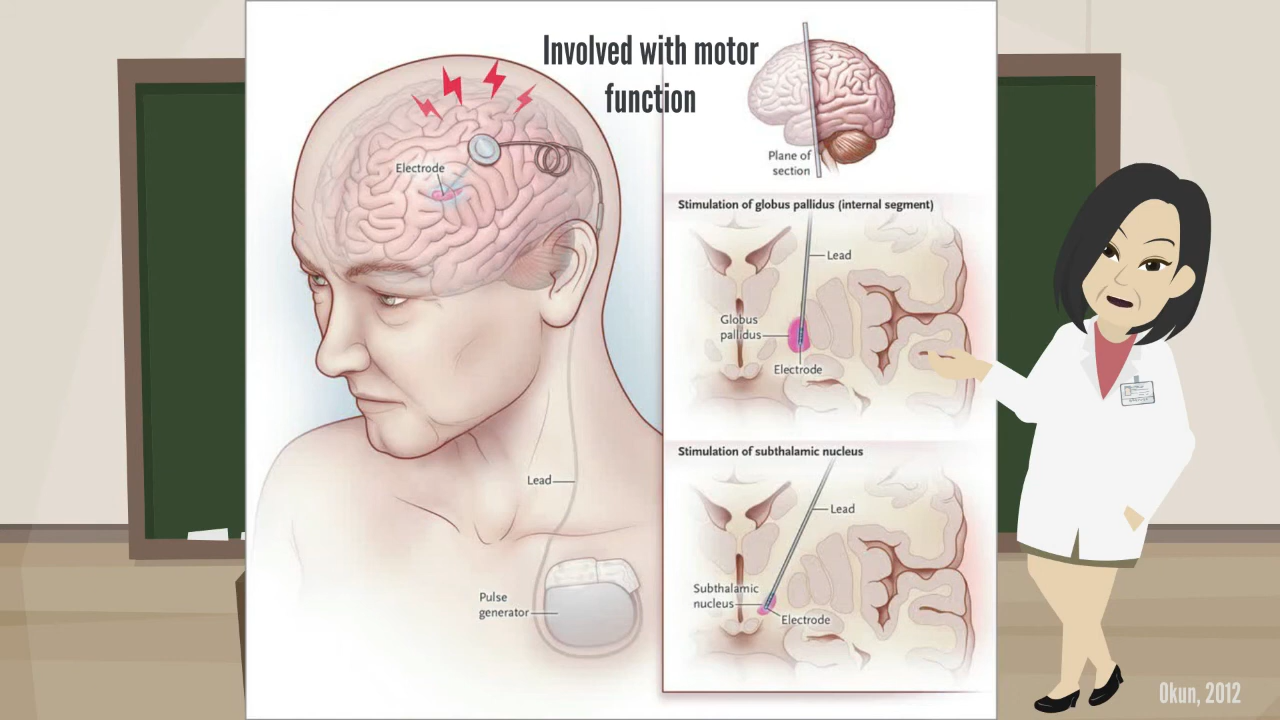 Involved with motor
function
Electrode
Lead
Pulse
generator
Plane of
section
Stimulation of globus pallidus (internal segment)
Lead
Globus
pallidus
Electrode
Stimulation of subthalamic nucleus
Lead
Subthalamic
nucleus
Electrode
Okun, 2012